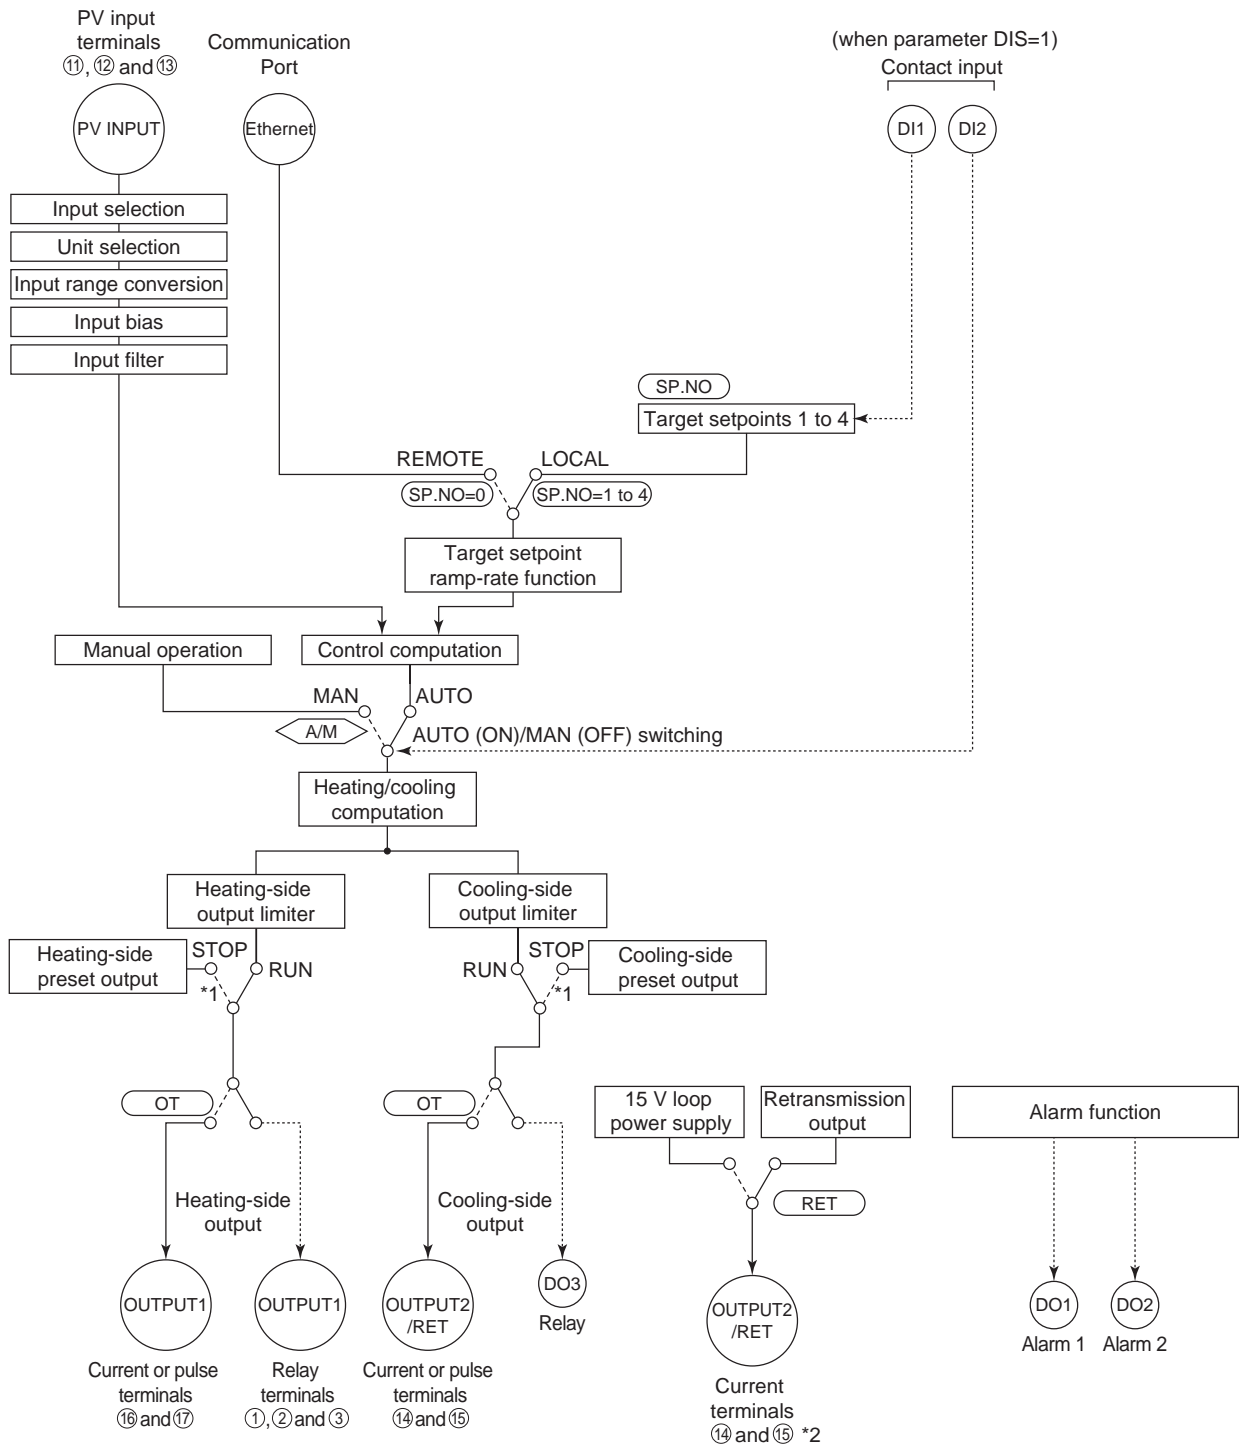 PV input
terminals
⑪, ⑫ and ⑬
Communication
Port
(when parameter DIS=1)
Contact input
PV INPUT
Ethernet
DI1
DI2
Input selection
Unit selection
Input range conversion
Input bias
Input filter
SP.NO
Target setpoints 1 to 4
REMOTE
LOCAL
SP.NO=0
SP.NO=1 to 4
Target setpoint
ramp-rate function
Manual operation
Control computation
MAN
AUTO
A/M
AUTO (ON)/MAN (OFF) switching
Heating/cooling
computation
Heating-side
output limiter
Cooling-side
output limiter
Heating-side
preset output
STOP
RUN
*1
RUN
STOP
*1
Cooling-side
preset output
OT
OT
15 V loop
power supply
Retransmission
output
Alarm function
RET
Heating-side
output
Cooling-side
output
OUTPUT1
OUTPUT1
OUTPUT2
/RET
DO3
Relay
OUTPUT2
/RET
DO1
DO2
Alarm 1
Alarm 2
Current or pulse
terminals
⑯ and ⑰
Relay
terminals
①, ② and ③
Current or pulse
terminals
⑭ and ⑮
Current
terminals
⑭ and ⑮ *2